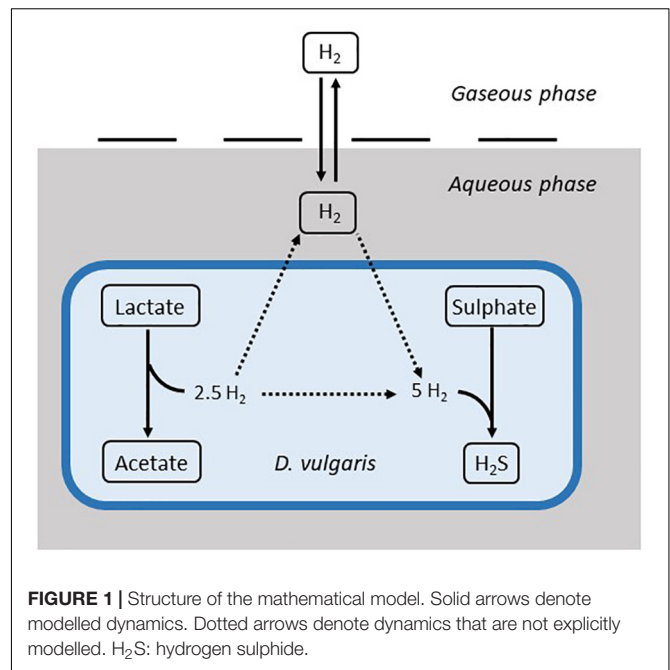 H₂
Gaseous phase
Aqueous phase
H₂
Lactate
Sulphate
2.5 H₂
5 H₂
Acetate
D. vulgaris
H₂S
FIGURE 1 | Structure of the mathematical model. Solid arrows denote
modelled dynamics. Dotted arrows denote dynamics that are not explicitly
modelled. H₂S: hydrogen sulphide.